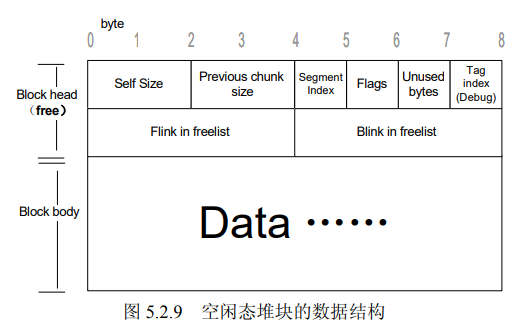 byte
0 1 2 3 4 5 6 7 8
Block head
（free）
Self Size
Previous chunk
size
Segment
Index
Flags
Unused
bytes
Tag
index
(Debug)
Flink in freelist
Blink in freelist
Block body
Data ······
图 5.2.9 空闲态堆块的数据结构